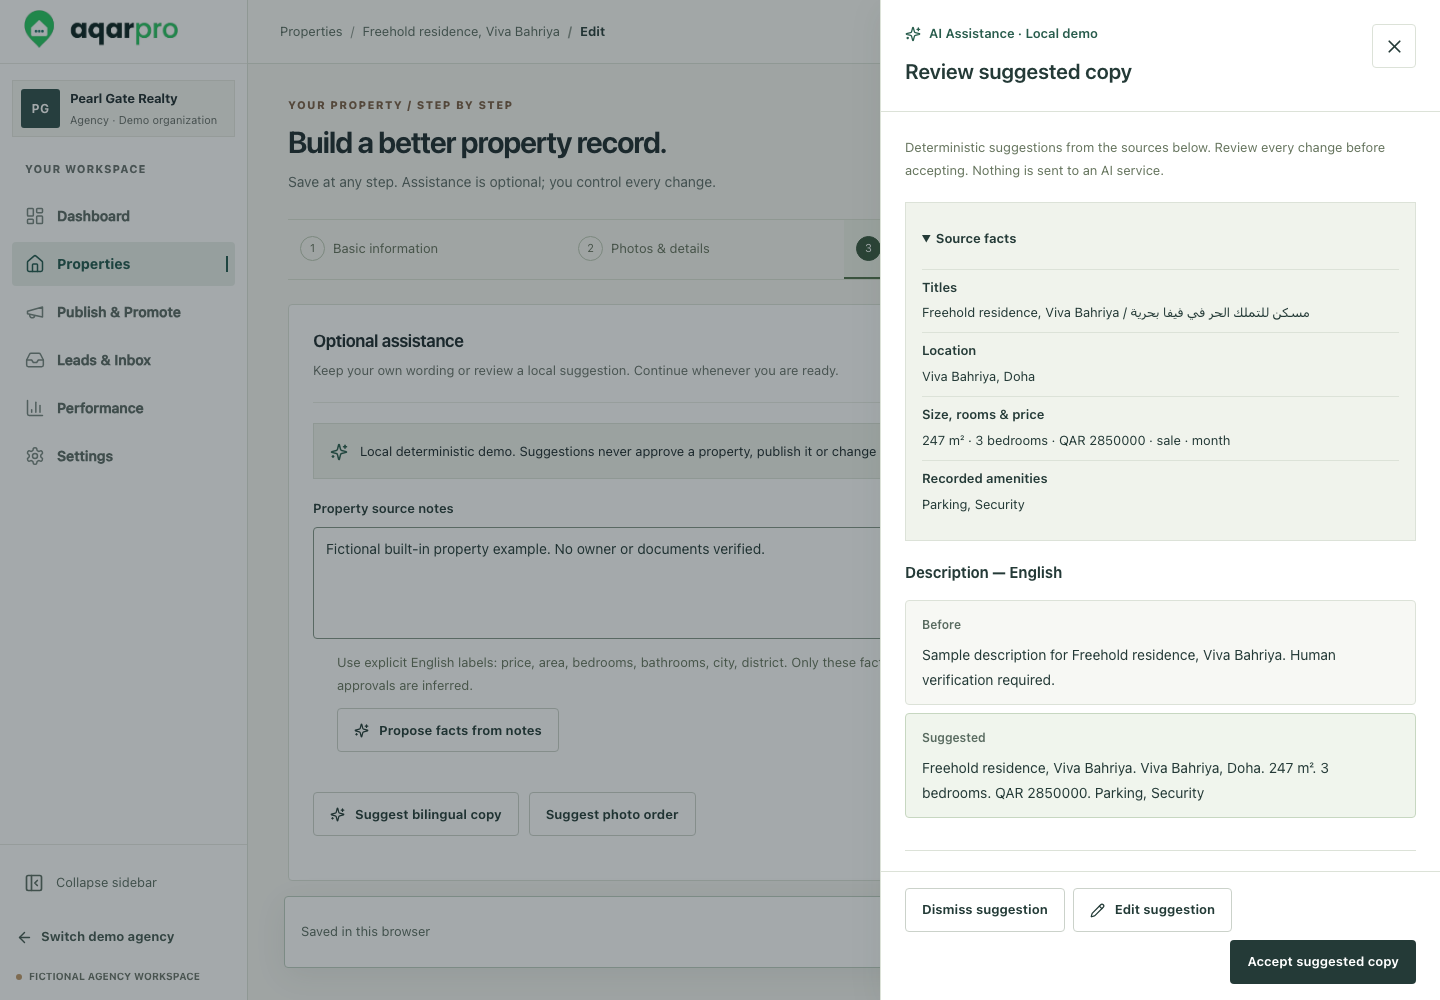 aqarpro
PG
Pearl Gate Realty
Agency · Demo organization
YOUR WORKSPACE
Dashboard
Properties
Publish & Promote
Leads & Inbox
Performance
Settings
Collapse sidebar
Switch demo agency
FICTIONAL AGENCY WORKSPACE
Properties / Freehold residence, Viva Bahriya / Edit
YOUR PROPERTY / STEP BY STEP
Build a better property record.
Save at any step. Assistance is optional; you control every change.
1 Basic information
2 Photos & details
3
Optional assistance
Keep your own wording or review a local suggestion. Continue whenever you are ready.
Local deterministic demo. Suggestions never approve a property, publish it or change
Property source notes
Fictional built-in property example. No owner or documents verified.
Use explicit English labels: price, area, bedrooms, bathrooms, city, district. Only these fac
approvals are inferred.
Propose facts from notes
Suggest bilingual copy
Suggest photo order
Saved in this browser
AI Assistance · Local demo
Review suggested copy
Deterministic suggestions from the sources below. Review every change before
accepting. Nothing is sent to an AI service.
Source facts
Titles
Freehold residence, Viva Bahriya / مسكن للتملك الحر في فيفا بحرية
Location
Viva Bahriya, Doha
Size, rooms & price
247 m² · 3 bedrooms · QAR 2850000 · sale · month
Recorded amenities
Parking, Security
Description — English
Before
Sample description for Freehold residence, Viva Bahriya. Human
verification required.
Suggested
Freehold residence, Viva Bahriya. Viva Bahriya, Doha. 247 m². 3
bedrooms. QAR 2850000. Parking, Security
Dismiss suggestion
Edit suggestion
Accept suggested copy